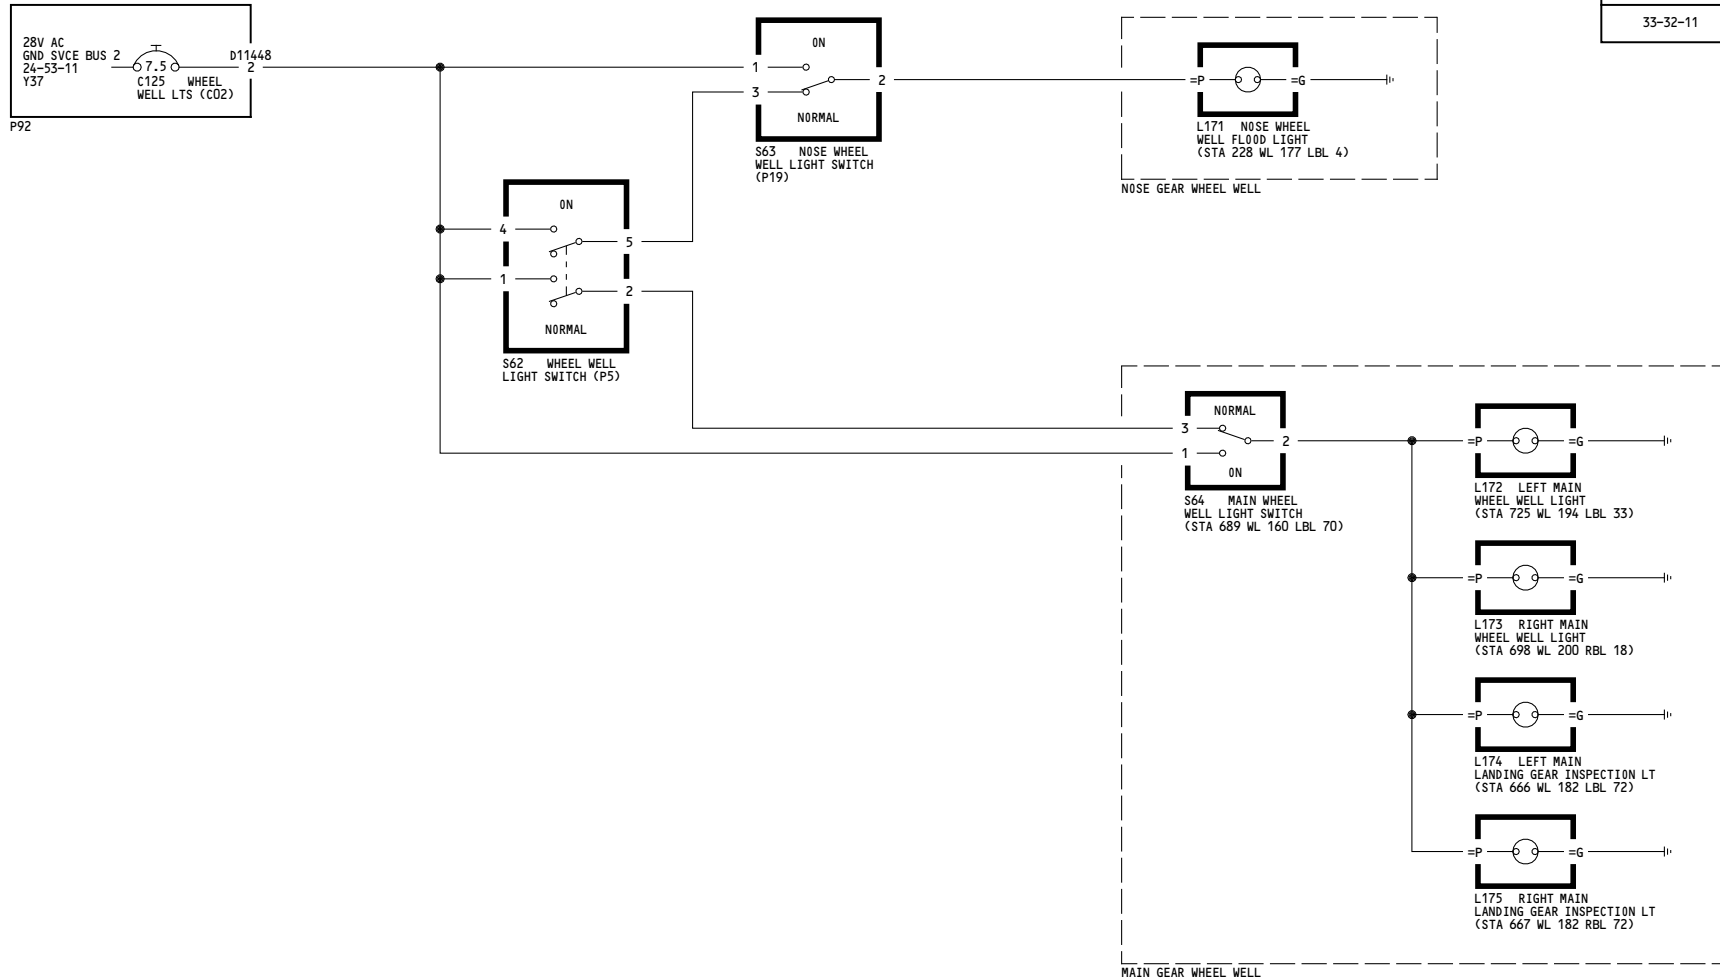 33-32-11
28V AC
GND SVCE BUS 2
24-53-11
Y37
7.5
C125 WHEEL
WELL LTS (C02)
D11448
2
P92
ON
1
3
2
NORMAL
S63 NOSE WHEEL
WELL LIGHT SWITCH
(P19)
=P
=G
L171 NOSE WHEEL
WELL FLOOD LIGHT
(STA 228 WL 177 LBL 4)
NOSE GEAR WHEEL WELL
ON
4
5
1
2
NORMAL
S62 WHEEL WELL
LIGHT SWITCH (P5)
NORMAL
3
2
1
ON
S64 MAIN WHEEL
WELL LIGHT SWITCH
(STA 689 WL 160 LBL 70)
=P
=G
L172 LEFT MAIN
WHEEL WELL LIGHT
(STA 725 WL 194 LBL 33)
=P
=G
L173 RIGHT MAIN
WHEEL WELL LIGHT
(STA 698 WL 200 RBL 18)
=P
=G
L174 LEFT MAIN
LANDING GEAR INSPECTION LT
(STA 666 WL 182 LBL 72)
=P
=G
L175 RIGHT MAIN
LANDING GEAR INSPECTION LT
(STA 667 WL 182 RBL 72)
MAIN GEAR WHEEL WELL